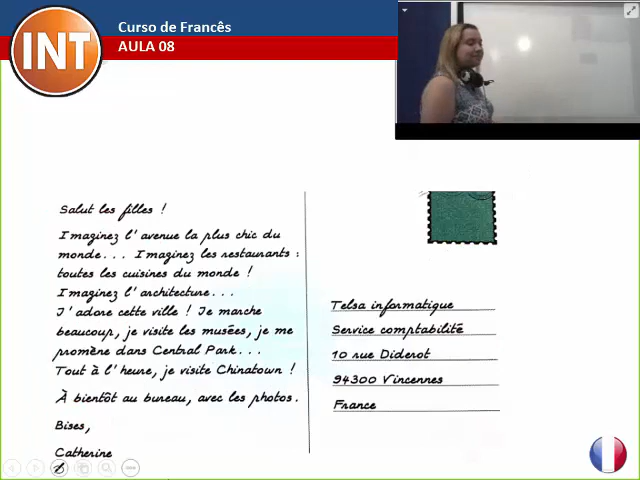 INT
Curso de Francês
AULA 08
Salut les filles !
Imaginez l'avenue la plus chic du
monde... Imaginez les restaurants :
toutes les cuisines du monde !
Imaginez l'architecture...
J'adore cette ville ! Je marche
beaucoup, je visite les musées, je me
promène dans Central Park...
Tout à l'heure, je visite Chinatown !
À bientôt au bureau, avec les photos.
Bises,
Catherine
Telsa informatique
Service comptabilité
10 rue Diderot
94300 Vincennes
France